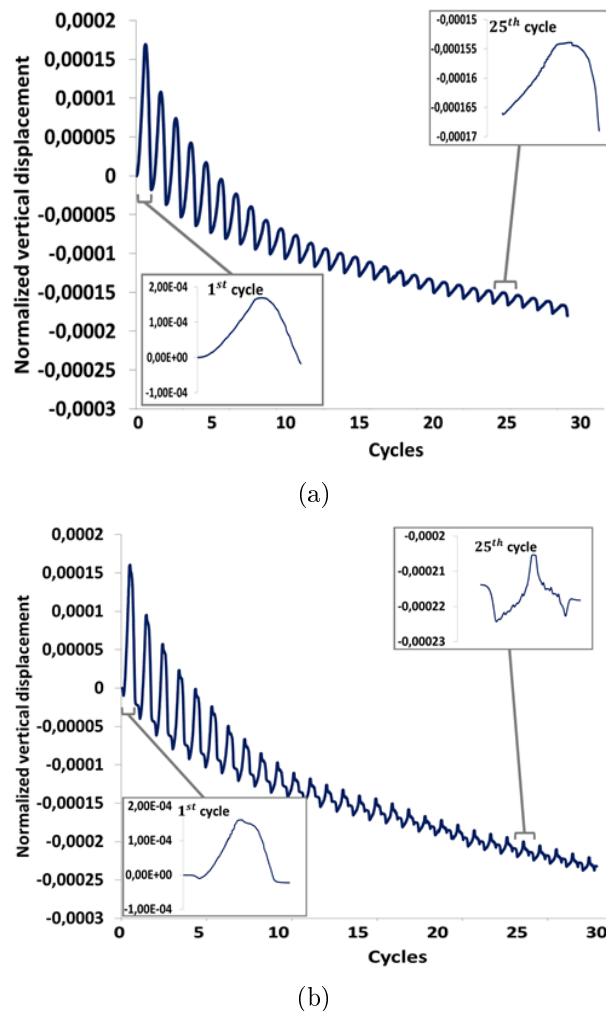 0,0002
0,00015
0,0001
0,00005
0
-0,00005
-0,0001
-0,00015
-0,0002
-0,00025
-0,0003
Normalized vertical displacement
0 5 10 15 20 25 30
Cycles
25th cycle
-0,00015
-0,000155
-0,00016
-0,000165
-0,00017
1st cycle
2,00E-04
1,00E-04
0,00E+00
-1,00E-04
(a)
0,0002
0,00015
0,0001
0,00005
0
-0,00005
-0,0001
-0,00015
-0,0002
-0,00025
-0,0003
Normalized vertical displacement
0 5 10 15 20 25 30
Cycles
25th cycle
-0,0002
-0,00021
-0,00022
-0,00023
1st cycle
2,00E-04
1,00E-04
0,00E+00
-1,00E-04
(b)